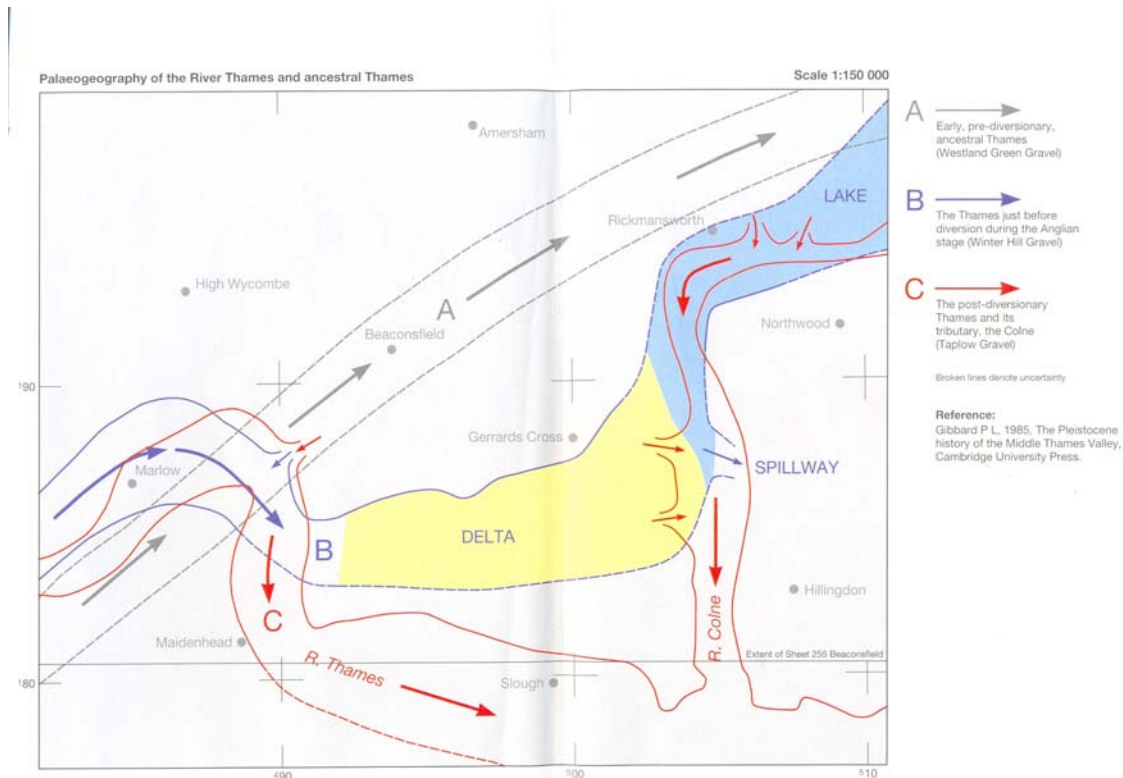 Palaeogeography of the River Thames and ancestral Thames
Scale 1:150 000
Amersham
LAKE
Rickmansworth
High Wycombe
A
Beaconsfield
Northwood
190
Gerrards Cross
Marlow
SPILLWAY
B
DELTA
Hillingdon
C
R. Colne
Maidenhead
Extent of Sheet 255 Beaconsfield
R. Thames
Slough
180
490
500
510
A
Early, pre-diversionary,
ancestral Thames
(Westland Green Gravel)
B
The Thames just before
diversion during the Anglian
stage (Winter Hill Gravel)
C
The post-diversionary
Thames and its
tributary, the Colne
(Taplow Gravel)
Broken lines denote uncertainty
Reference:
Gibbard P L, 1985. The Pleistocene
history of the Middle Thames Valley,
Cambridge University Press.